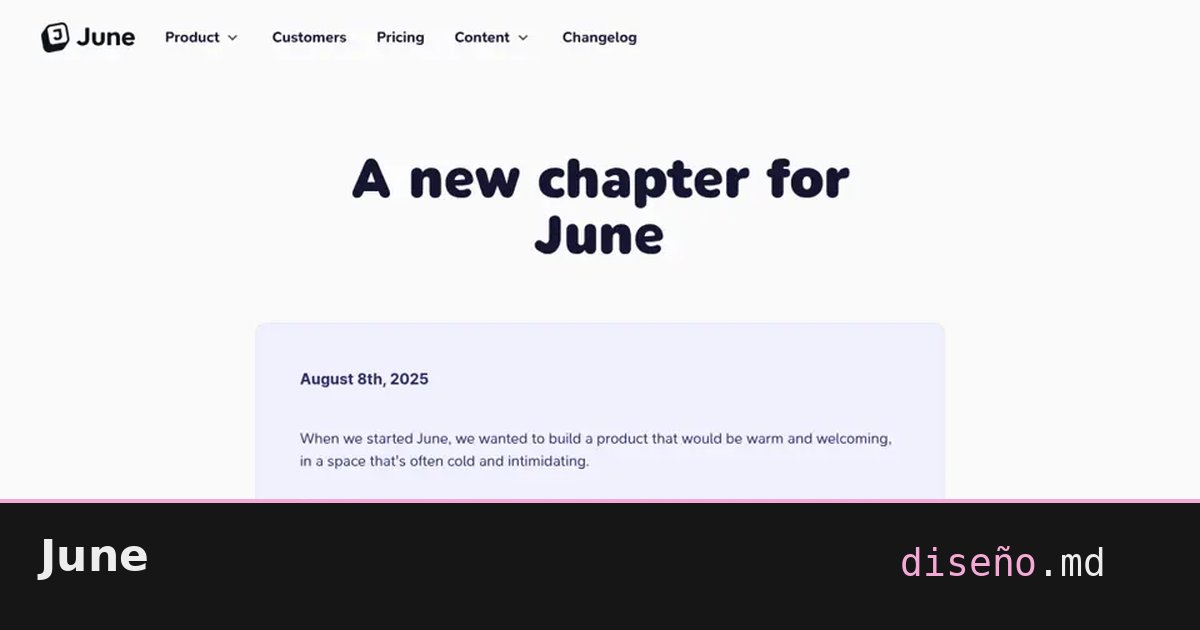 June Product Customers Pricing Content Changelog
A new chapter for
June
August 8th, 2025
When we started June, we wanted to build a product that would be warm and welcoming,
in a space that's often cold and intimidating.
June diseño.md